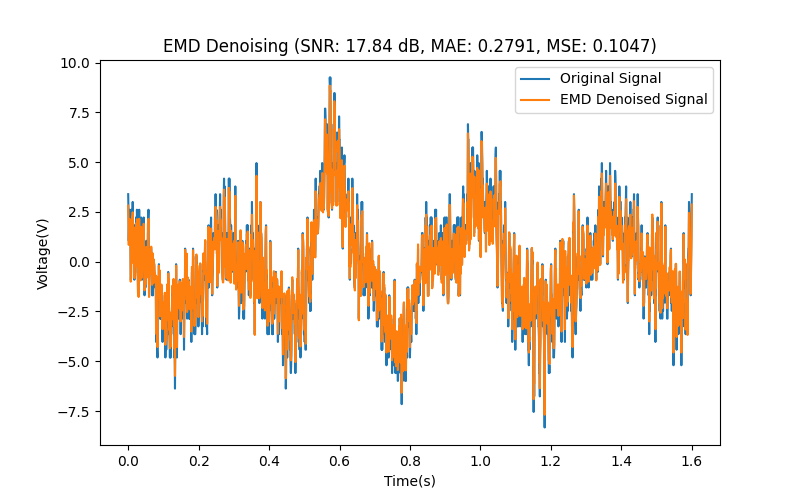 EMD Denoising (SNR: 17.84 dB, MAE: 0.2791, MSE: 0.1047)
Original Signal
EMD Denoised Signal
10.0
7.5
5.0
2.5
0.0
−2.5
−5.0
−7.5
Voltage(V)
0.0 0.2 0.4 0.6 0.8 1.0 1.2 1.4 1.6
Time(s)